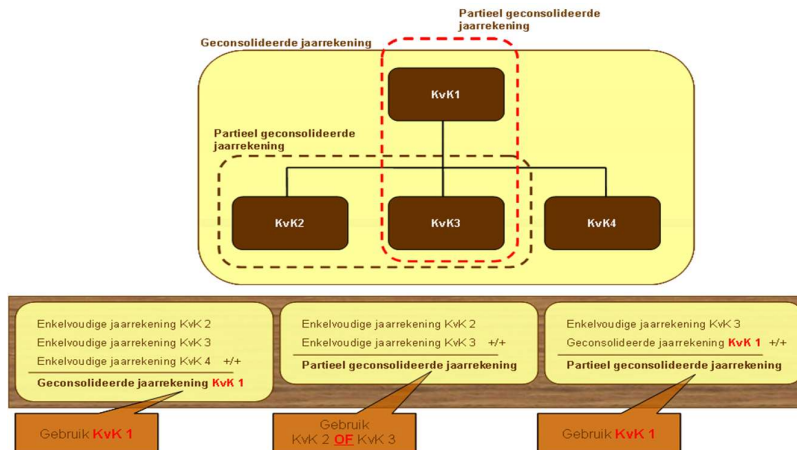 Partieel geconsolideerde
jaarrekening
Geconsolideerde jaarrekening
KvK1
Partieel geconsolideerde
jaarrekening
KvK2
KvK3
KvK4
Enkelvoudige jaarrekening KvK 2
Enkelvoudige jaarrekening KvK 3
Enkelvoudige jaarrekening KvK 4 +/+
Geconsolideerde jaarrekening KvK 1
Enkelvoudige jaarrekening KvK 2
Enkelvoudige jaarrekening KvK 3 +/+
Partieel geconsolideerde jaarrekening
Enkelvoudige jaarrekening KvK 3
Geconsolideerde jaarrekening KvK 1 +/+
Partieel geconsolideerde jaarrekening
Gebruik KvK 1
Gebruik
KvK 2 OF KvK 3
Gebruik KvK 1